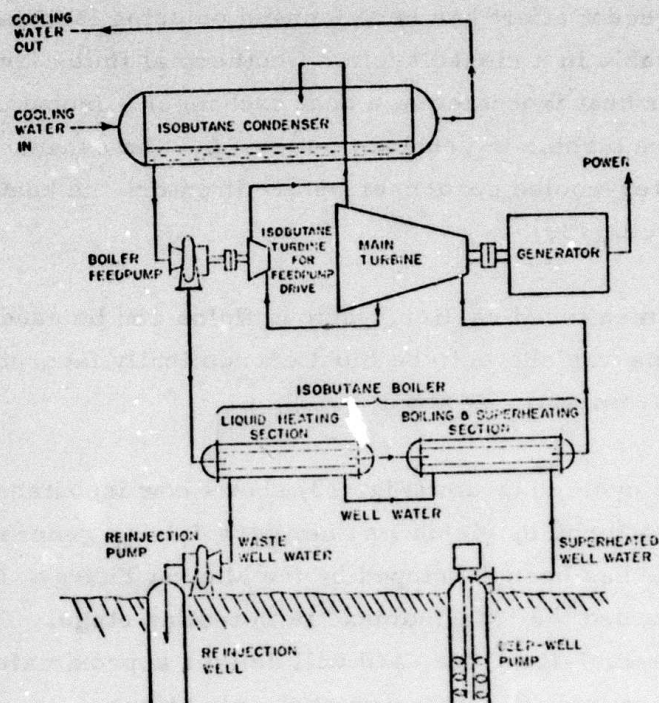 COOLING
WATER
OUT
COOLING
WATER
IN
ISOBUTANE CONDENSER
POWER
BOILER
FEEDPUMP
ISOBUTANE
TURBINE
FOR
FEEDPUMP
DRIVE
MAIN
TURBINE
GENERATOR
ISOBUTANE BOILER
LIQUID HEATING
SECTION
BOILING & SUPERHEATING
SECTION
WELL WATER
REINJECTION
PUMP
WASTE
WELL WATER
SUPERHEATED
WELL WATER
REINJECTION
WELL
DEEP-WELL
PUMP